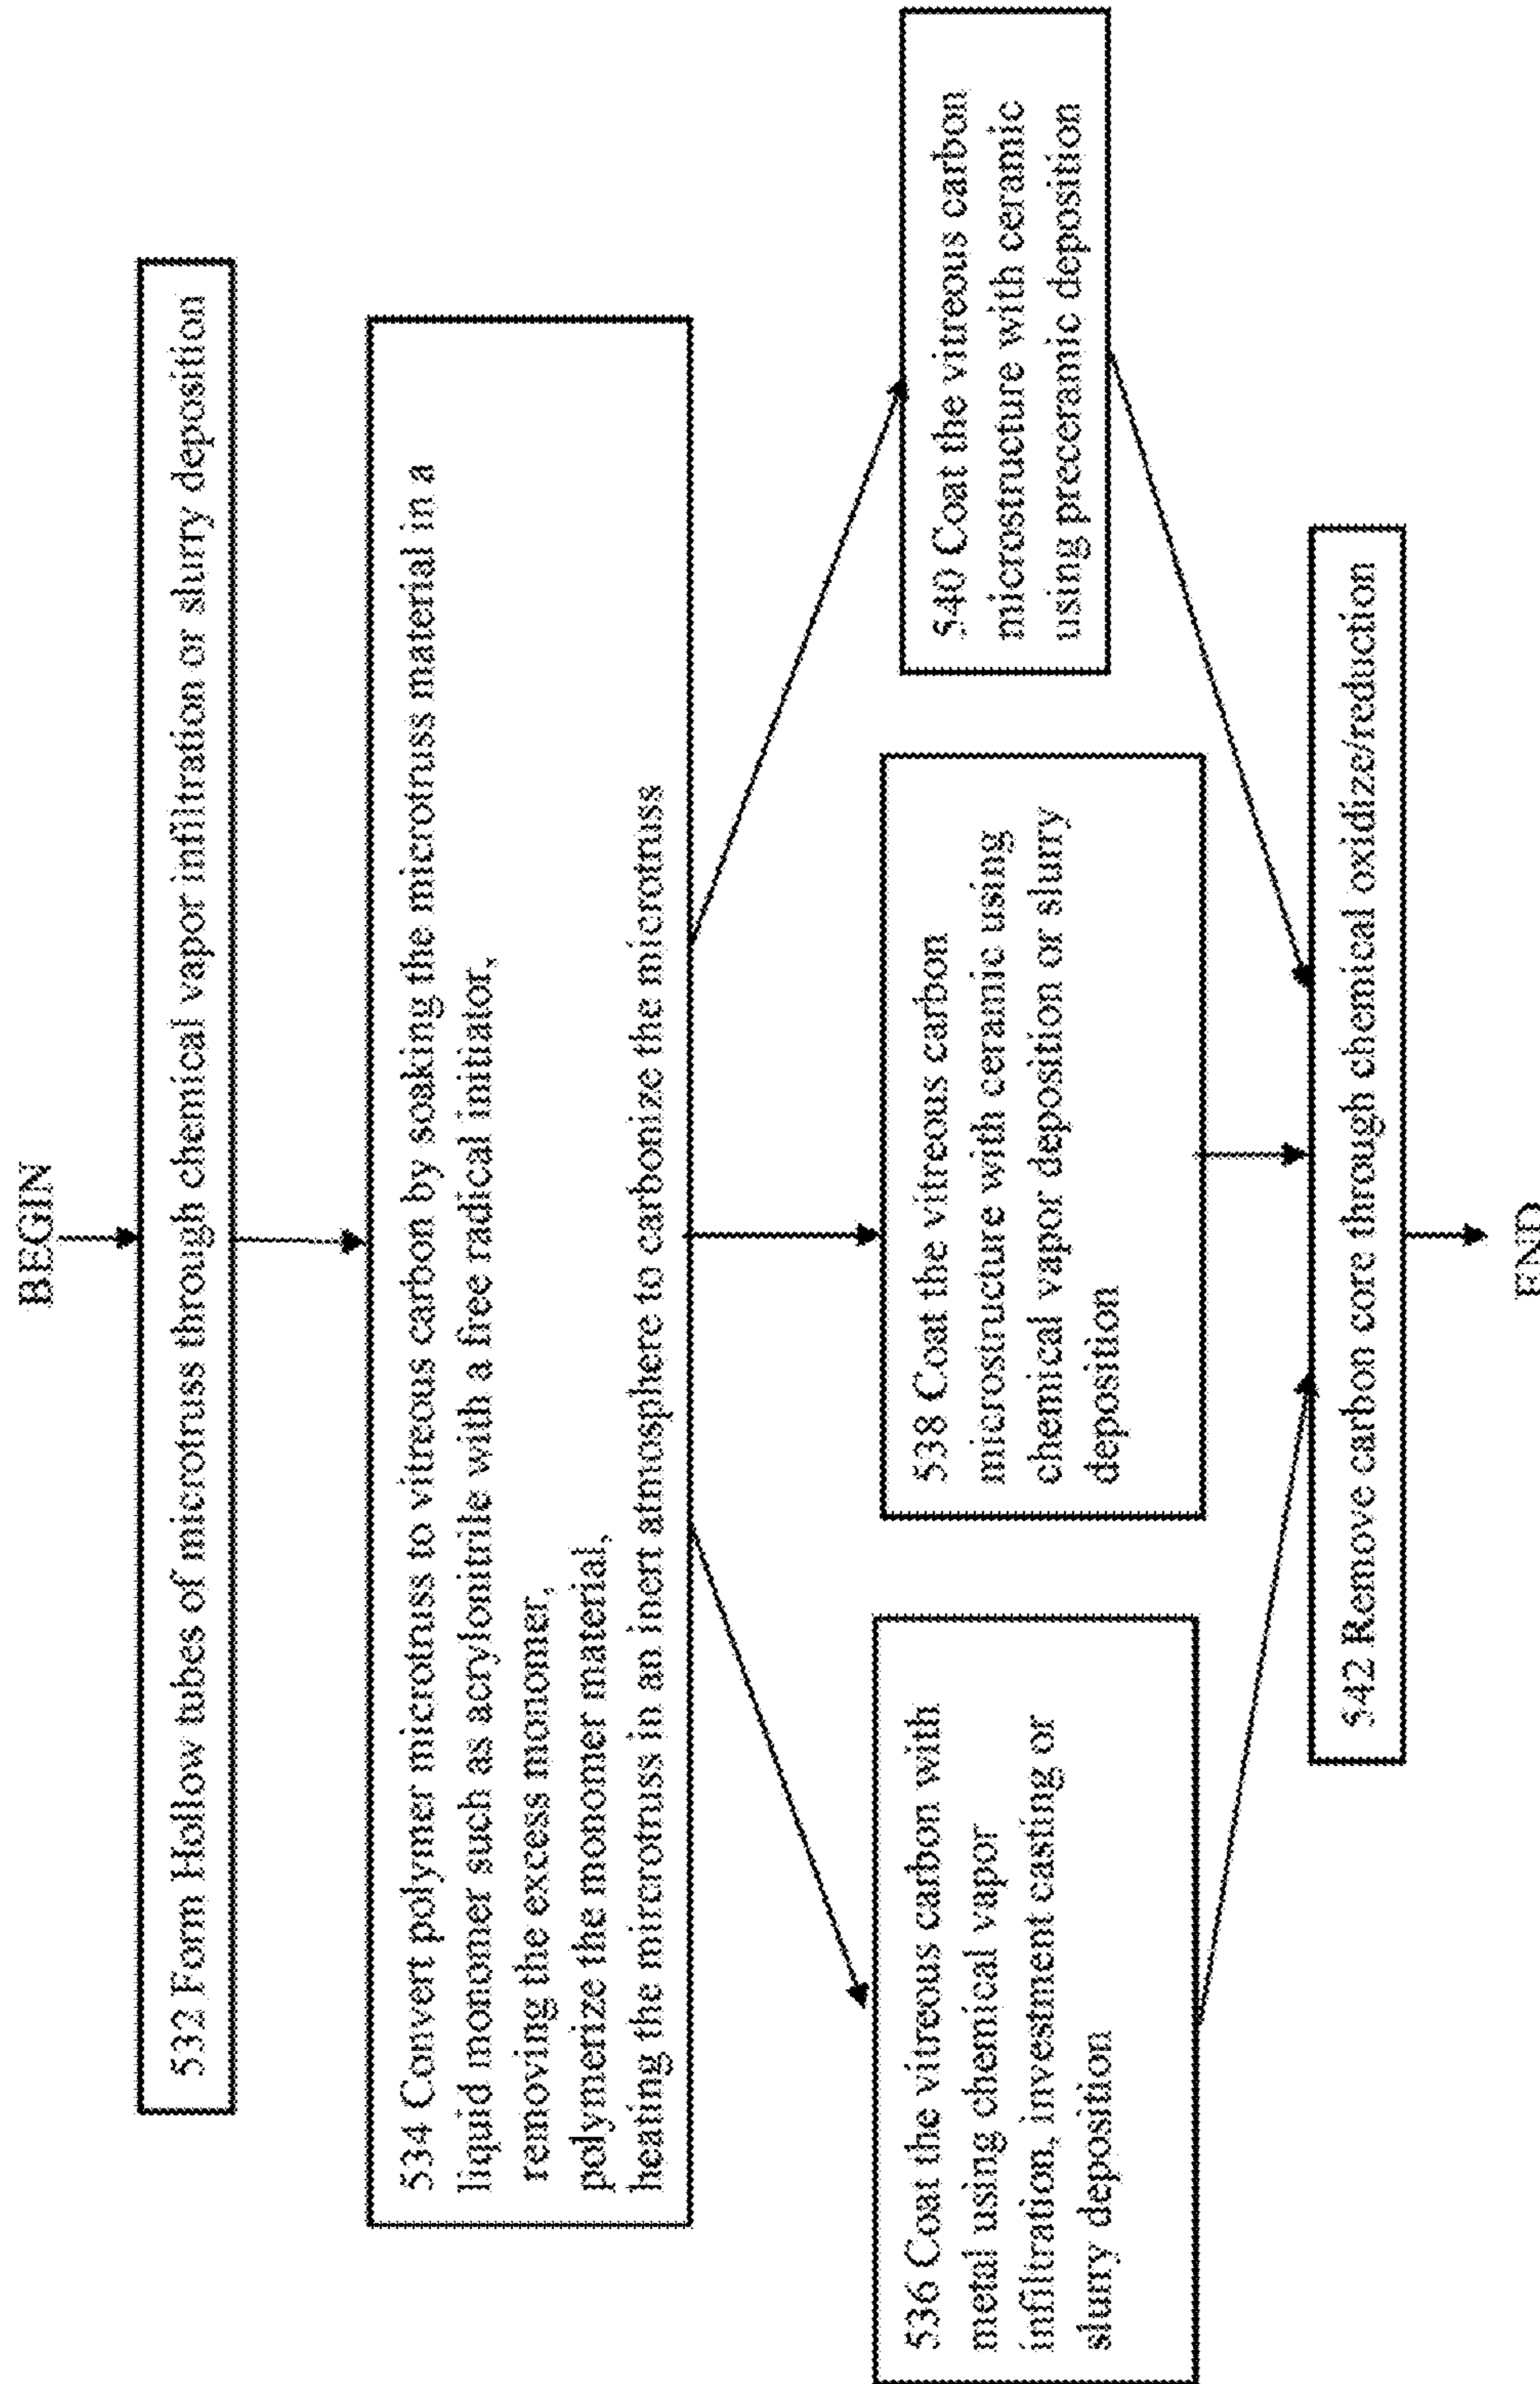 BEGIN
532 Form Hollow tubes of microtruss through chemical vapor infiltration or slurry deposition
534 Convert polymer microtruss to vitreous carbon by soaking the microtruss material in a
liquid monomer such as acrylonitrile with a free radical initiator,
removing the excess monomer,
polymerize the monomer material,
heating the mircrotruss in an inert atmosphere to carbonize the microtruss
536 Coat the vitreous carbon with
metal using chemical vapor
infiltration, investment casting or
slurry deposition
538 Coat the vitreous carbon
microstructure with ceramic using
chemical vapor deposition or slurry
deposition
540 Coat the vitreous carbon
microstructure with ceramic
using preceramic deposition
542 Remove carbon core through chemical oxidize/reduction
END